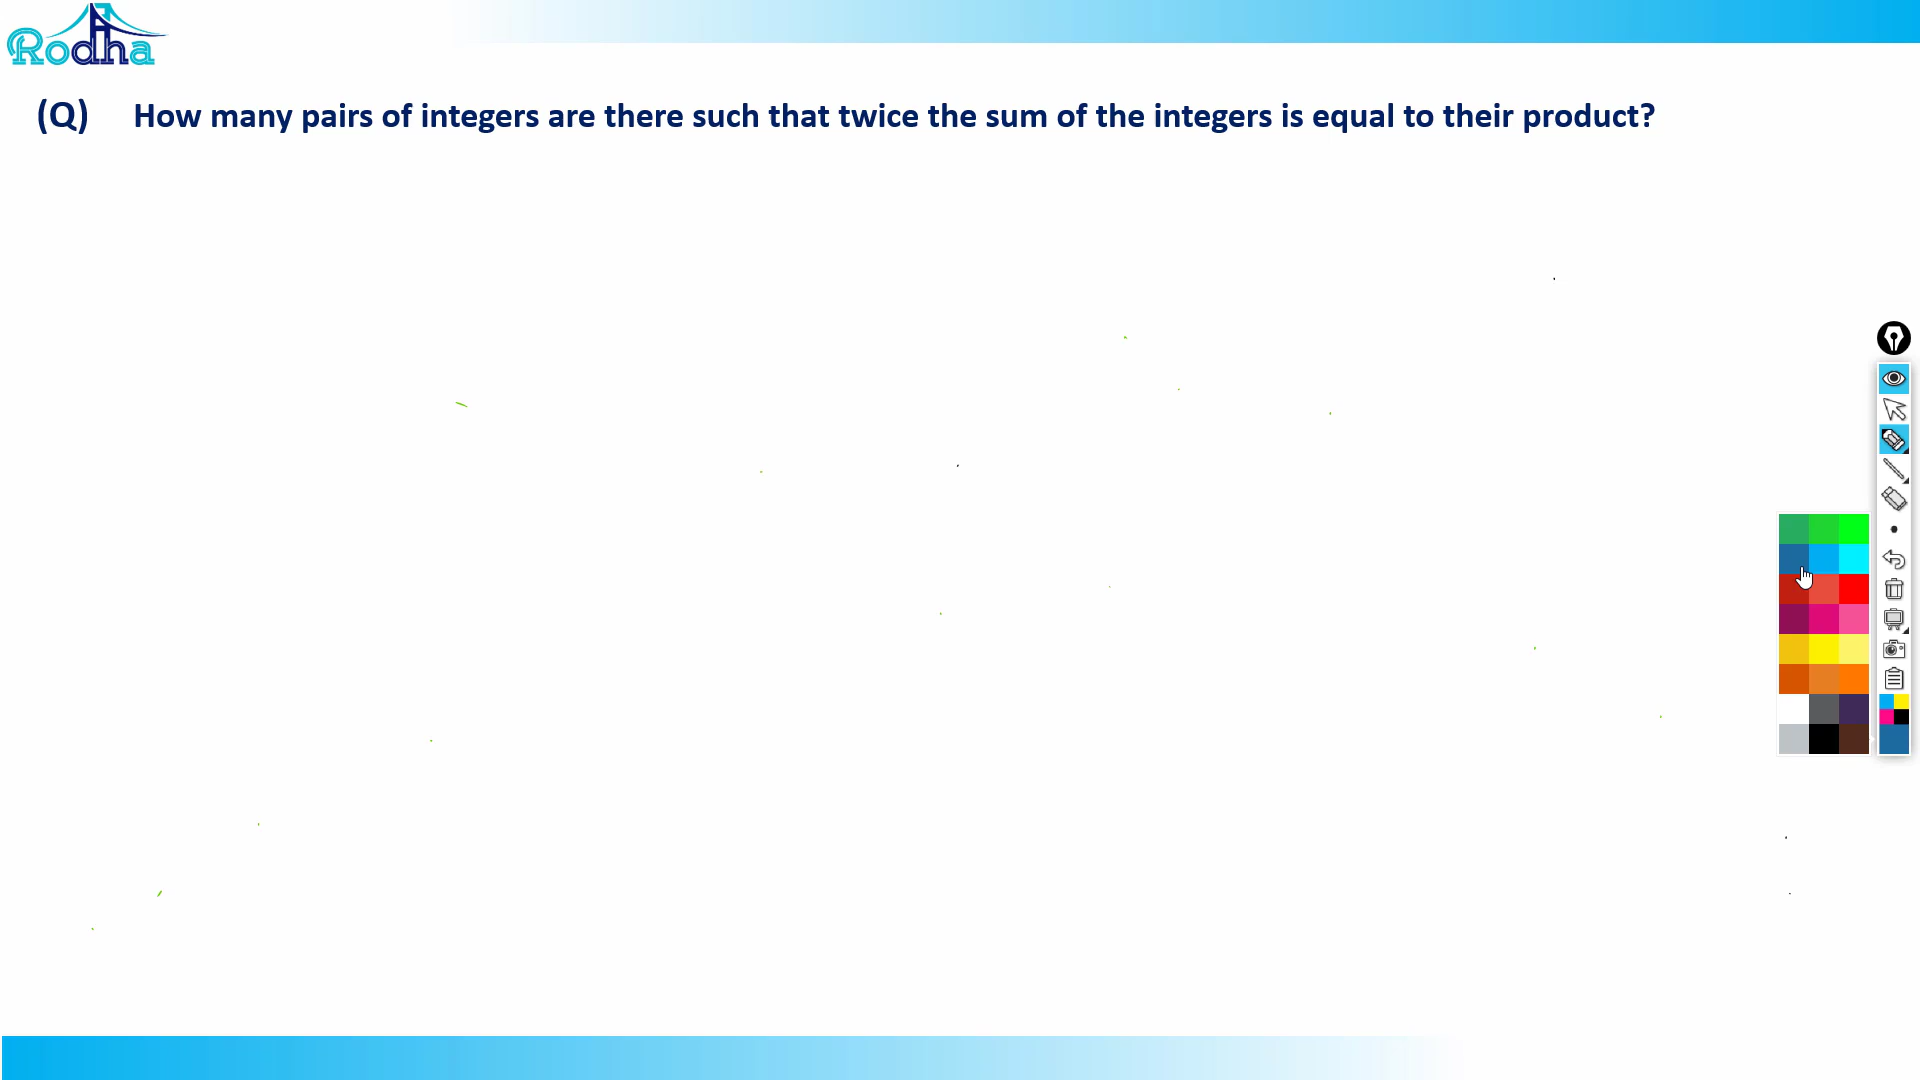 Rodha
(Q) How many pairs of integers are there such that twice the sum of the integers is equal to their product?